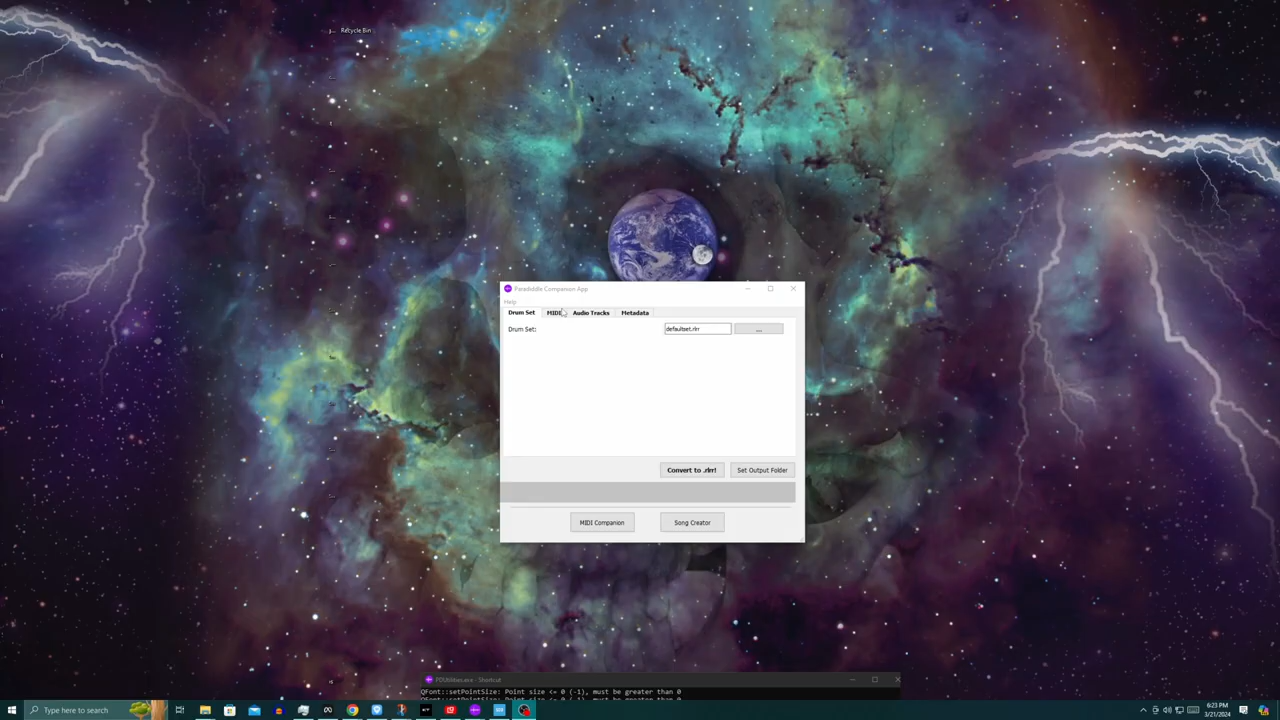 Recycle Bin
Paradiddle Companion App
Help
Drum Set MIDI Audio Tracks Metadata
Drum Set: defaultset.rlrr ...
Convert to .rlrr! Set Output Folder
MIDI Companion Song Creator
PDUtilities.exe - Shortcut
QFont::setPointSize: Point size <= 0 (-1), must be greater than 0
Type here to search
6:23 PM
3/21/2024